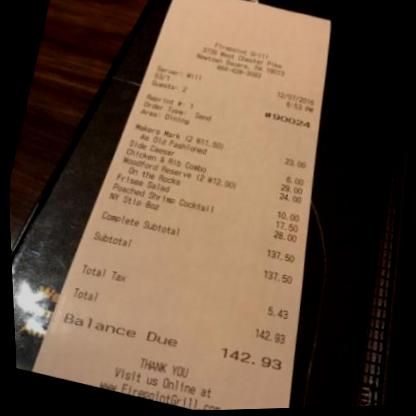 Firepoint Grill
3739 West Chester Pike
Newtown Square, PA 19073
Server: Will
12/07/2016
53/1
6:53 PM
Guests: 2
#90024
Reprint #: 1
Order Type: Send
Area: Dining
Makers Mark (2 @11.50) 23.00
As Old Fashioned
Side Caesar 6.00
Chicken & Rib Combo 29.00
Woodford Reserve (2 @12.00) 24.00
On the Rocks
Frisee Salad 10.00
Poached Shrimp Cocktail 17.50
NY Stip 8oz 28.00
Complete Subtotal 137.50
Subtotal 137.50
Total Tax 5.43
Total 142.93
Balance Due 142.93
THANK YOU
Visit us Online at
www.FirepointGrill.com